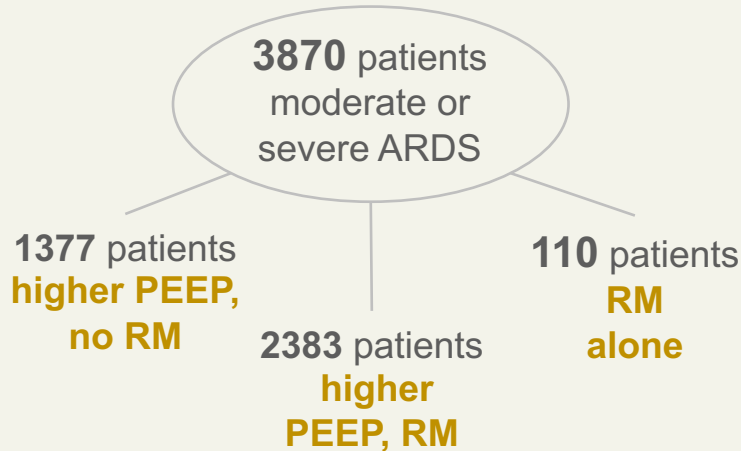 3870 patients
moderate or
severe ARDS
1377 patients
higher PEEP,
no RM
2383 patients
higher
PEEP, RM
110 patients
RM
alone